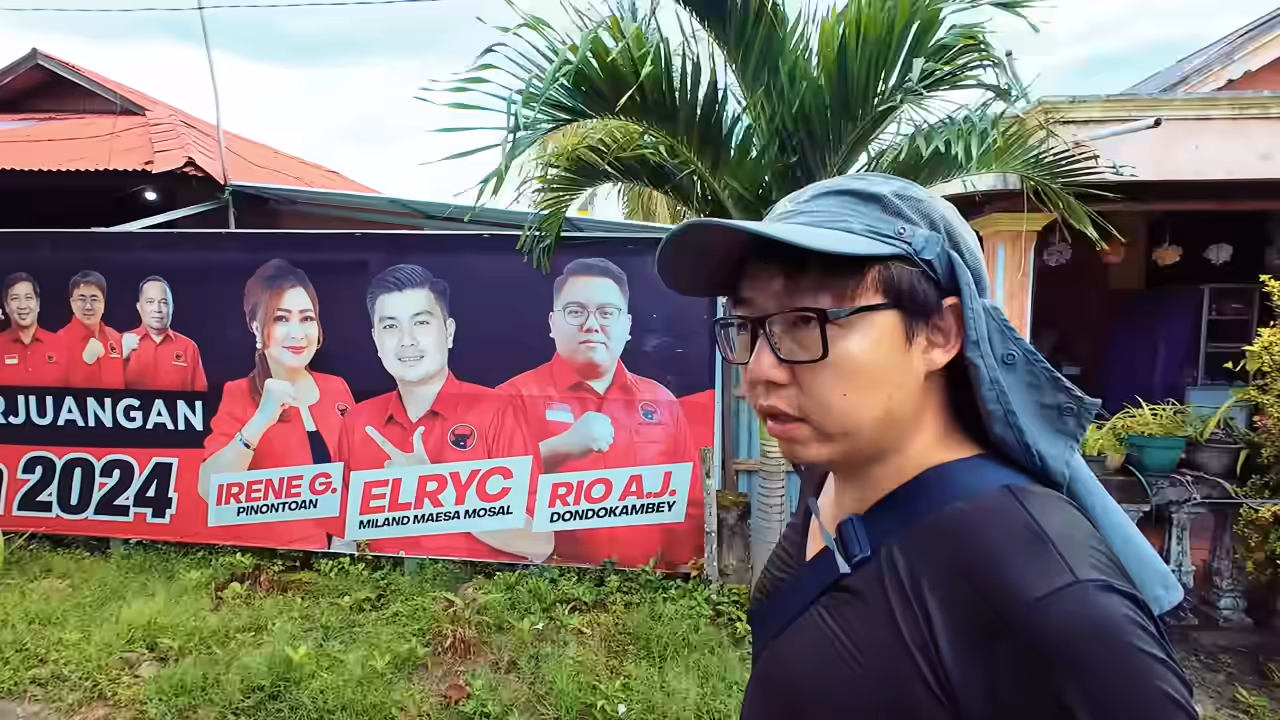 RJUANGAN
2024
IRENE G.
PINONTOAN
ELRYC
MILAND MAESA MOSAL
RIO A.J.
DONDOKAMBEY